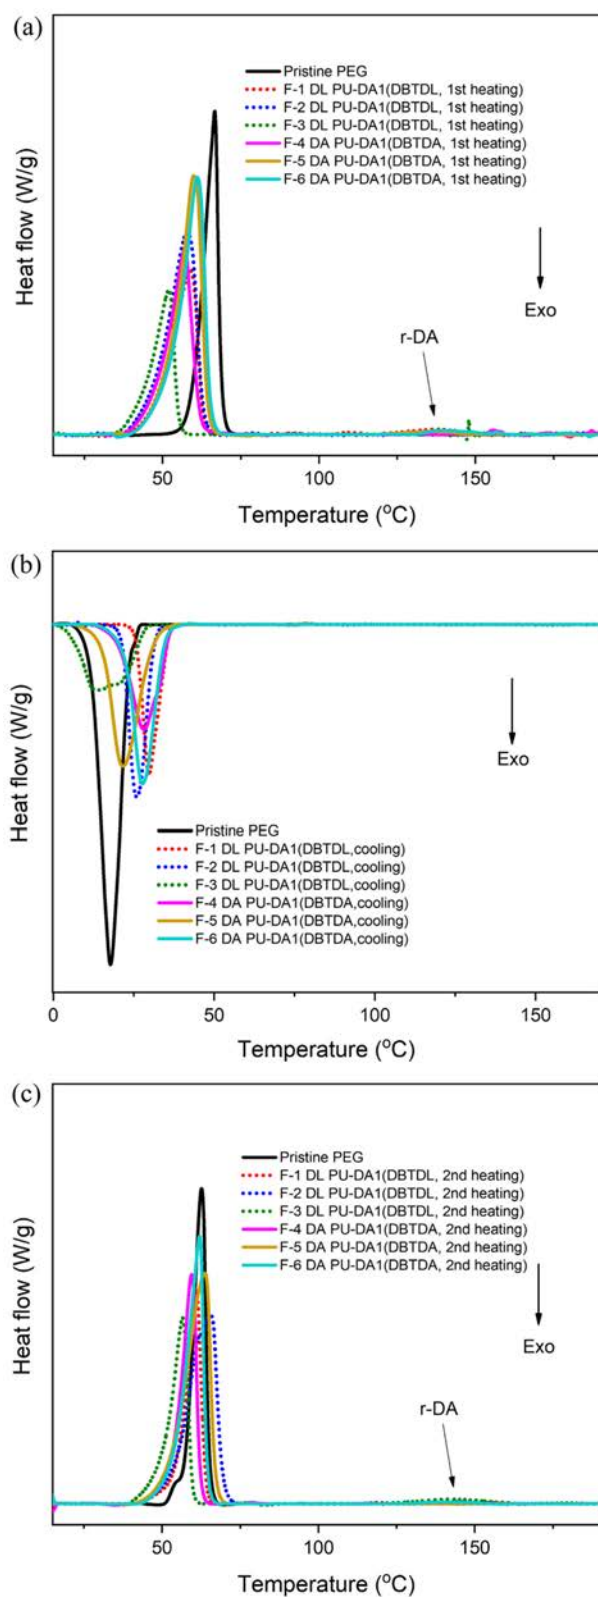 (a)
Pristine PEG
F-1 DL PU-DA1(DBTDL, 1st heating)
F-2 DL PU-DA1(DBTDL, 1st heating)
F-3 DL PU-DA1(DBTDL, 1st heating)
F-4 DA PU-DA1(DBTDA, 1st heating)
F-5 DA PU-DA1(DBTDA, 1st heating)
F-6 DA PU-DA1(DBTDA, 1st heating)
Heat flow (W/g)
Exo
r-DA
50 100 150
Temperature (°C)
(b)
Heat flow (W/g)
Exo
Pristine PEG
F-1 DL PU-DA1(DBTDL,cooling)
F-2 DL PU-DA1(DBTDL,cooling)
F-3 DL PU-DA1(DBTDL,cooling)
F-4 DA PU-DA1(DBTDA,cooling)
F-5 DA PU-DA1(DBTDA,cooling)
F-6 DA PU-DA1(DBTDA,cooling)
0 50 100 150
Temperature (°C)
(c)
Pristine PEG
F-1 DL PU-DA1(DBTDL, 2nd heating)
F-2 DL PU-DA1(DBTDL, 2nd heating)
F-3 DL PU-DA1(DBTDL, 2nd heating)
F-4 DA PU-DA1(DBTDA, 2nd heating)
F-5 DA PU-DA1(DBTDA, 2nd heating)
F-6 DA PU-DA1(DBTDA, 2nd heating)
Heat flow (W/g)
Exo
r-DA
50 100 150
Temperature (°C)